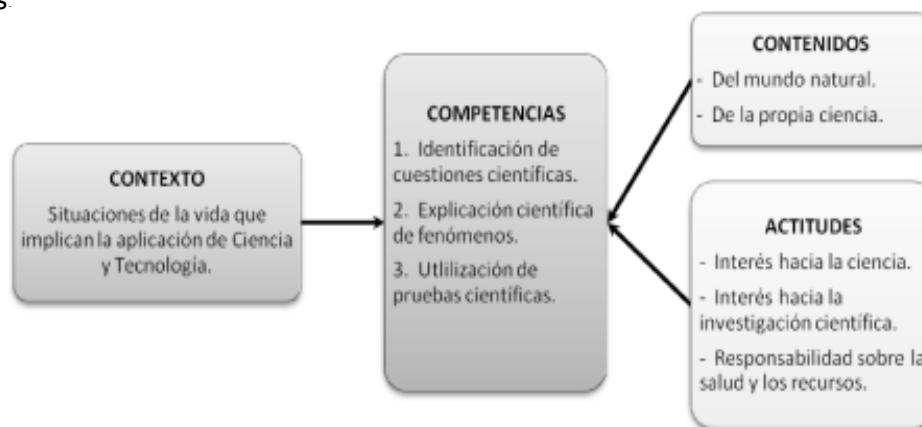 s.
CONTEXTO
Situaciones de la vida que
implican la aplicación de Ciencia
y Tecnología.
COMPETENCIAS
1. Identificación de
cuestiones científicas.
2. Explicación científica
de fenómenos.
3. Utlilización de
pruebas científicas.
CONTENIDOS
- Del mundo natural.
- De la propia ciencia.
ACTITUDES
- Interés hacia la ciencia.
- Interés hacia la
investigación científica.
- Responsabilidad sobre la
salud y los recursos.